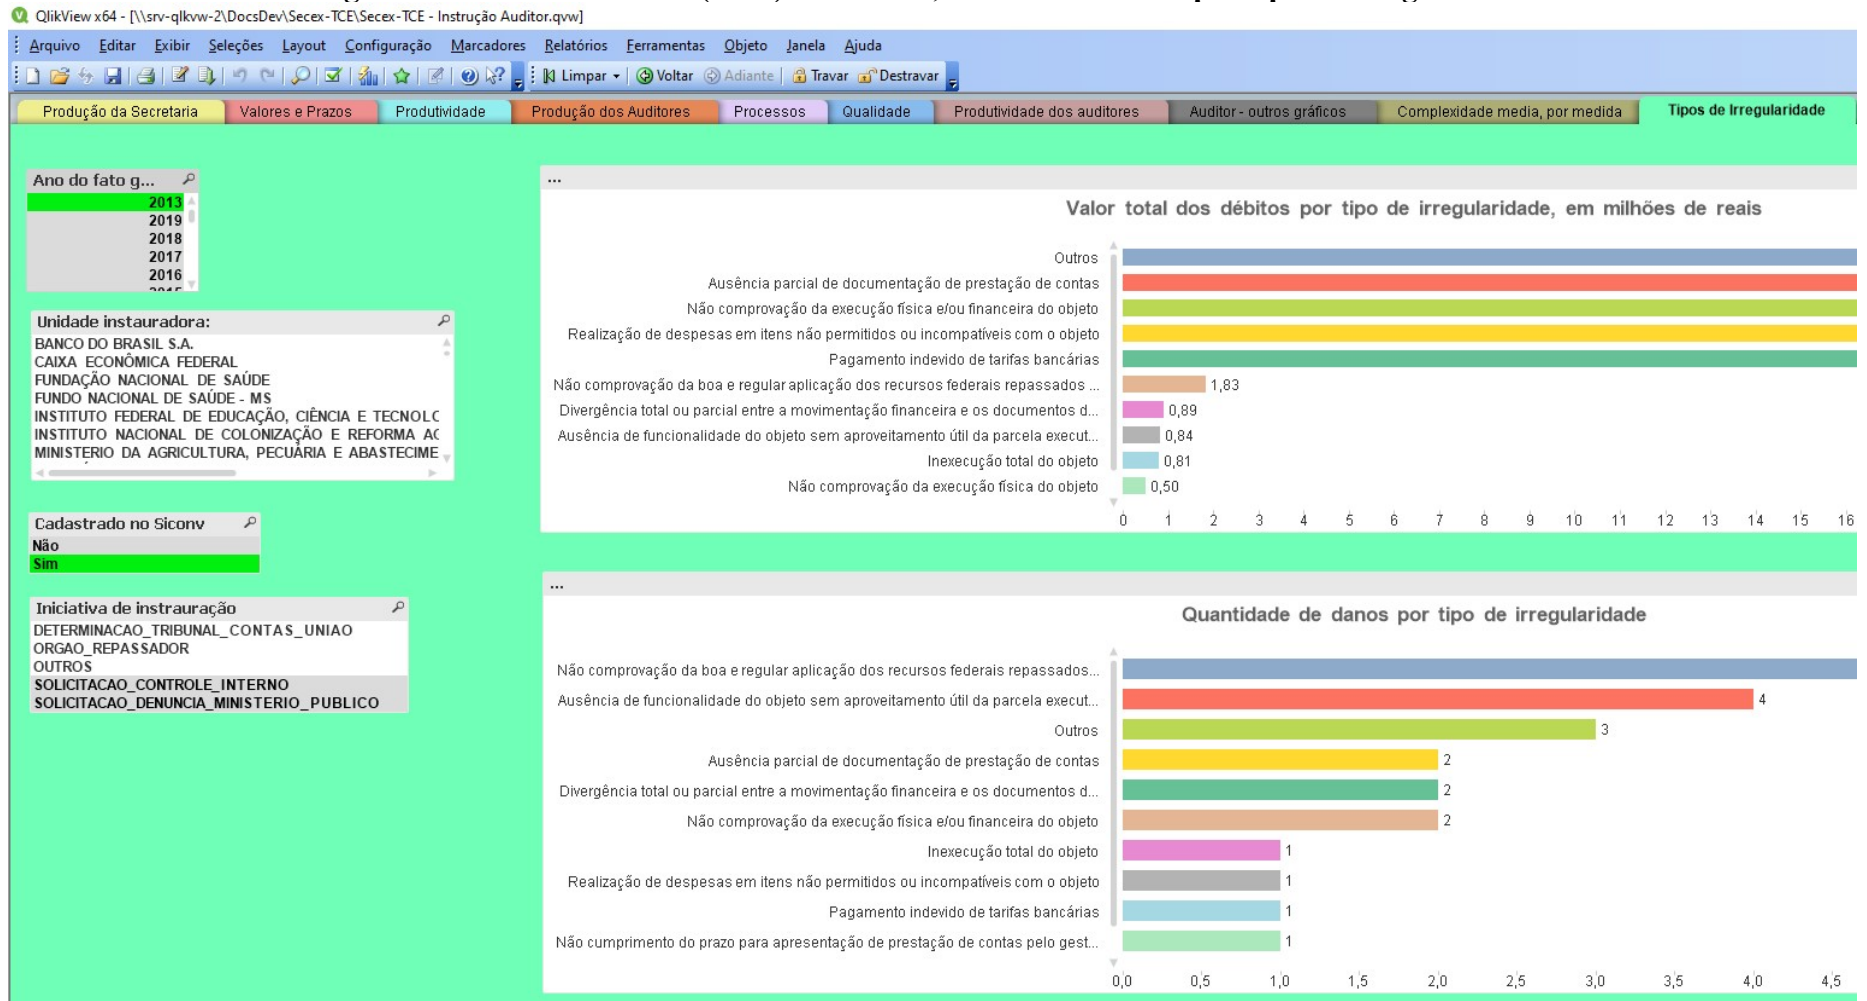 QlikView x64 - [\\srv-qlkvw-2\DocsDev\Secex-TCE\Secex-TCE - Instrução Auditor.qvw]
Arquivo Editar Exibir Seleções Layout Configuração Marcadores Relatórios Ferramentas Objeto Janela Ajuda
Limpar Voltar Adiante Travar Destravar
Produção da Secretaria Valores e Prazos Produtividade Produção dos Auditores Processos Qualidade Produtividade dos auditores Auditor - outros gráficos Complexidade media, por medida Tipos de Irregularidade
Ano do fato g...
2013
2019
2018
2017
2016
2015
Unidade instauradora:
BANCO DO BRASIL S.A.
CAIXA ECONÔMICA FEDERAL
FUNDAÇÃO NACIONAL DE SAÚDE
FUNDO NACIONAL DE SAÚDE - MS
INSTITUTO FEDERAL DE EDUCAÇÃO, CIÊNCIA E TECNOLC
INSTITUTO NACIONAL DE COLONIZAÇÃO E REFORMA AC
MINISTERIO DA AGRICULTURA, PECUÁRIA E ABASTECIME
Cadastrado no Siconv
Não
Sim
Iniciativa de instrauração
DETERMINACAO_TRIBUNAL_CONTAS_UNIAO
ORGAO_REPASSADOR
OUTROS
SOLICITACAO_CONTROLE_INTERNO
SOLICITACAO_DENUNCIA_MINISTERIO_PUBLICO
...
Valor total dos débitos por tipo de irregularidade, em milhões de reais
Outros
Ausência parcial de documentação de prestação de contas
Não comprovação da execução física e/ou financeira do objeto
Realização de despesas em itens não permitidos ou incompatíveis com o objeto
Pagamento indevido de tarifas bancárias
Não comprovação da boa e regular aplicação dos recursos federais repassados ... 1,83
Divergência total ou parcial entre a movimentação financeira e os documentos d... 0,89
Ausência de funcionalidade do objeto sem aproveitamento útil da parcela execut... 0,84
Inexecução total do objeto 0,81
Não comprovação da execução física do objeto 0,50
0 1 2 3 4 5 6 7 8 9 10 11 12 13 14 15 16
...
Quantidade de danos por tipo de irregularidade
Não comprovação da boa e regular aplicação dos recursos federais repassados...
Ausência de funcionalidade do objeto sem aproveitamento útil da parcela execut... 4
Outros 3
Ausência parcial de documentação de prestação de contas 2
Divergência total ou parcial entre a movimentação financeira e os documentos d... 2
Não comprovação da execução física e/ou financeira do objeto 2
Inexecução total do objeto 1
Realização de despesas em itens não permitidos ou incompatíveis com o objeto 1
Pagamento indevido de tarifas bancárias 1
Não cumprimento do prazo para apresentação de prestação de contas pelo gest... 1
0,0 0,5 1,0 1,5 2,0 2,5 3,0 3,5 4,0 4,5